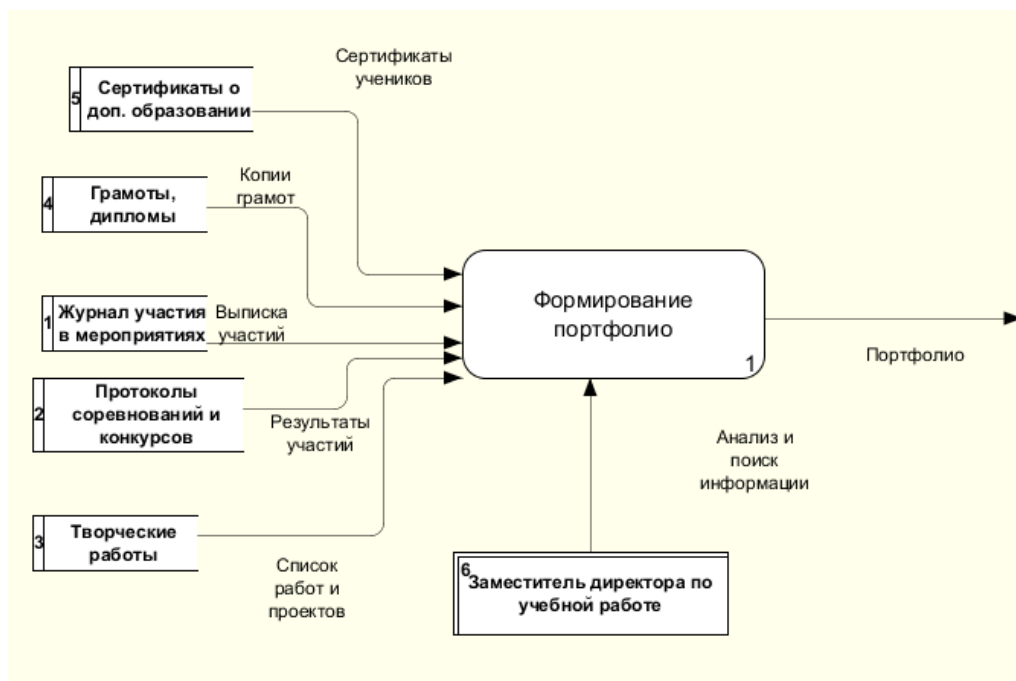 Сертификаты
учеников
5
Сертификаты о
доп. образовании
Копии
грамот
4
Грамоты,
дипломы
1
Журнал участия
в мероприятиях
Выписка
участий
2
Протоколы
соревнований и
конкурсов
Результаты
участий
3
Творческие
работы
Список
работ и
проектов
Формирование
портфолио
1
Портфолио
Анализ и
поиск
информации
6
Заместитель директора по
учебной работе